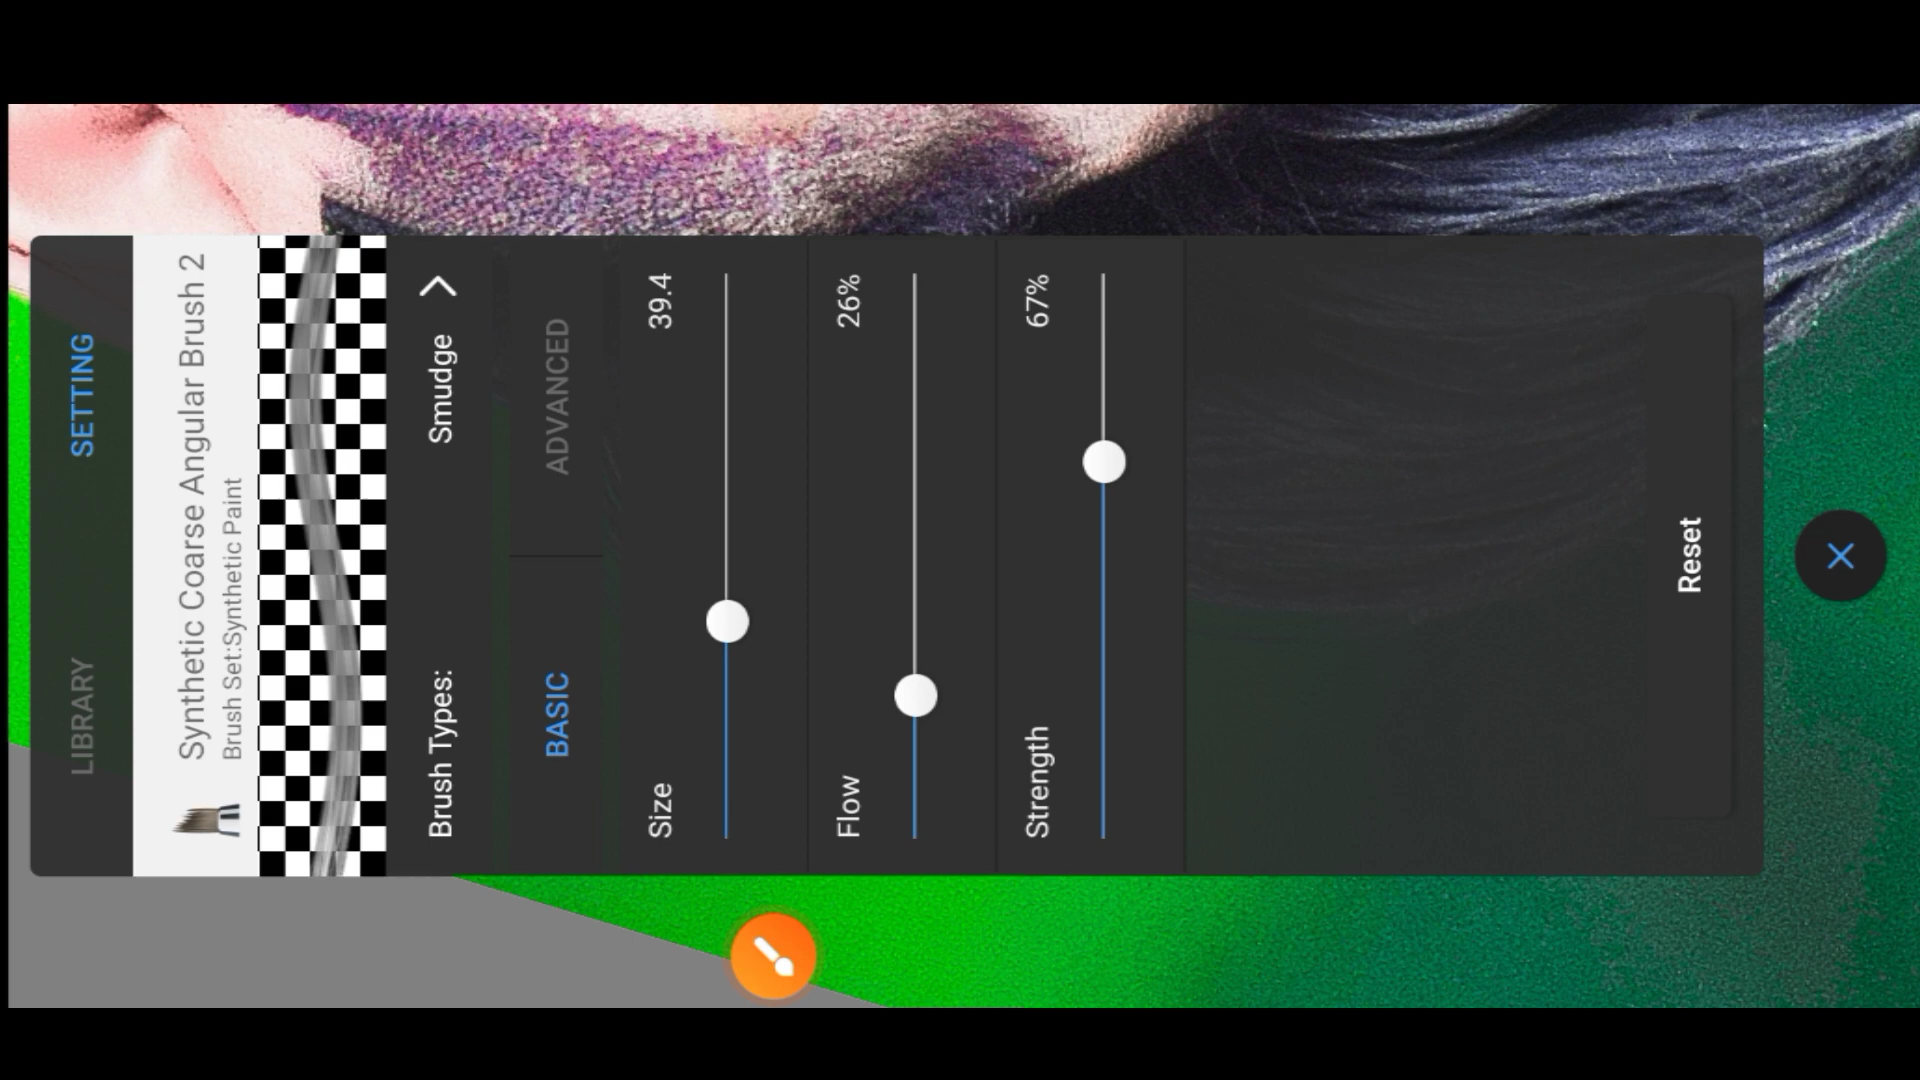 LIBRARY
SETTING
Synthetic Coarse Angular Brush 2
Brush Set:Synthetic Paint
Brush Types:
Smudge
BASIC
ADVANCED
Size
39.4
Flow
26%
Strength
67%
Reset